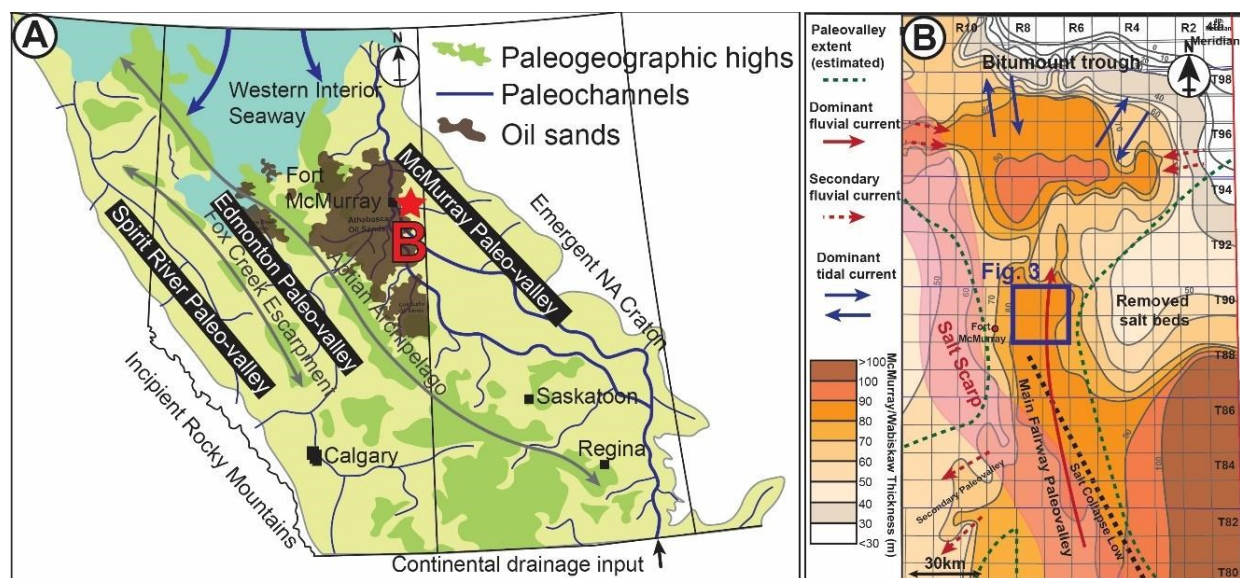 A
N
Paleogeographic highs
Paleochannels
Oil sands
Western Interior
Seaway
Fort
McMurray
Athabasca
Oil Sands
B
McMurray Paleo-valley
Emergent NA Craton
Spirit River Paleo-valley
Fox Creek Escarpment
Edmonton Paleo-valley
Incipient Rocky Mountains
Saskatoon
Calgary
Regina
Continental drainage input
B
Paleovalley
extent
(estimated)
Dominant
fluvial current
Secondary
fluvial current
Dominant
tidal current
>100
100
90
80
70
60
50
40
30
<30
McMurray/Wabiskaw Thickness (m)
R10
R8
R6
R4
R2
4th
Meridian
N
Bitumount trough
T98
T96
T94
T92
T90
T88
T86
T84
T82
T80
Fig. 3
Removed
salt beds
Fort
McMurray
Salt Scarp
Main Fairway Paleovalley
Salt Collapse Low
Secondary Paleovalley
30km